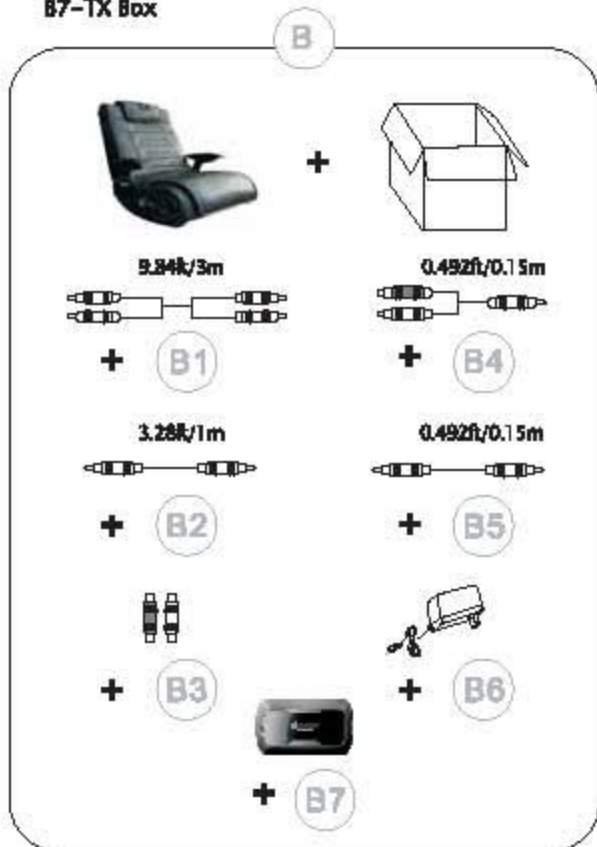 B7-TX Box
B
+
9.84ft/3m
0.492ft/0.15m
+ B1
+ B4
3.28ft/1m
0.492ft/0.15m
+ B2
+ B5
+ B3
+ B6
+ B7